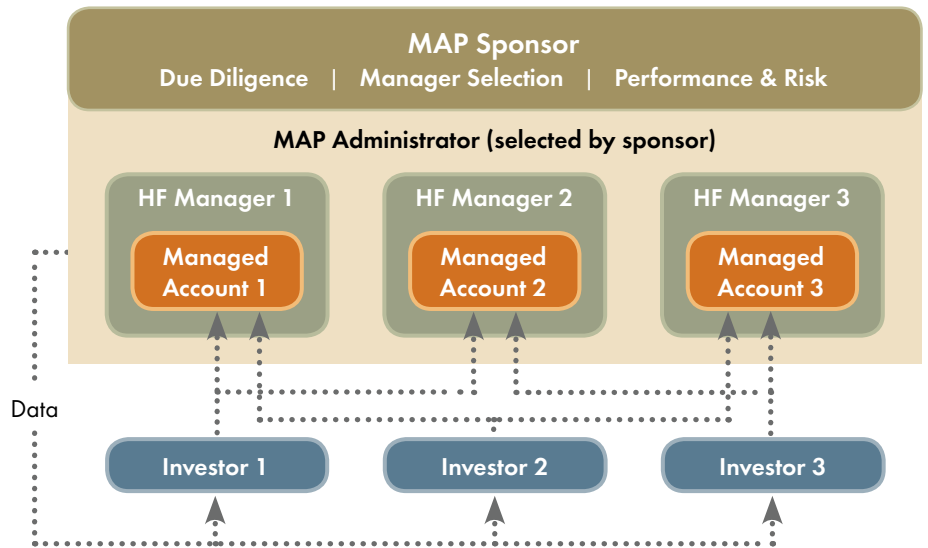 MAP Sponsor
Due Diligence | Manager Selection | Performance & Risk
MAP Administrator (selected by sponsor)
HF Manager 1
HF Manager 2
HF Manager 3
Managed
Account 1
Managed
Account 2
Managed
Account 3
Data
Investor 1
Investor 2
Investor 3